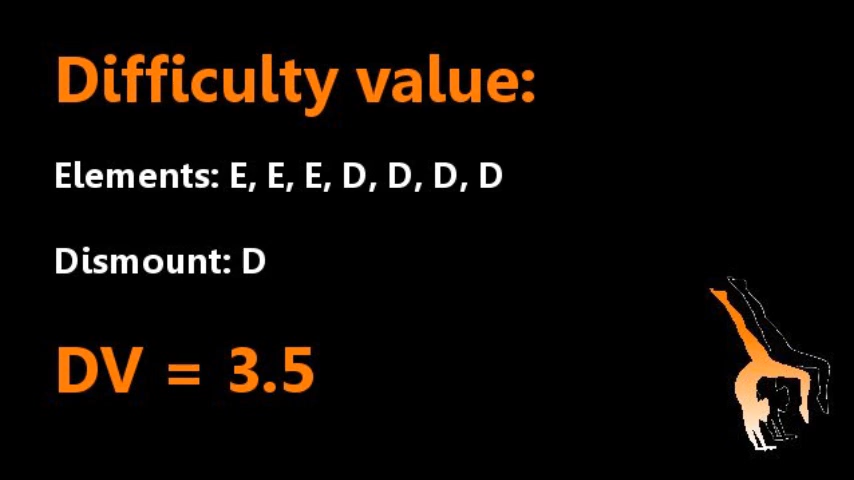 Difficulty value:
Elements: E, E, E, D, D, D, D
Dismount: D
DV = 3.5